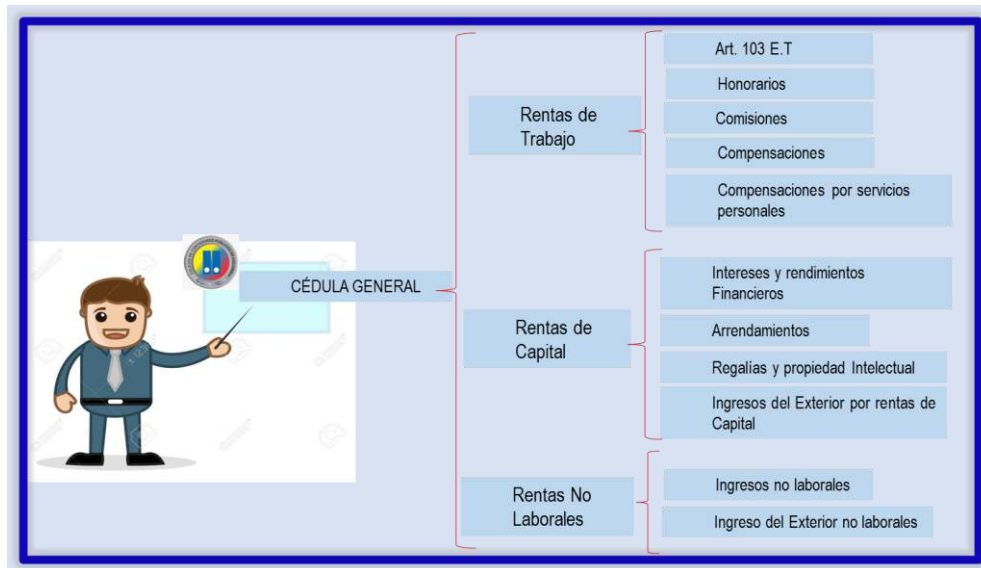 CÉDULA GENERAL
Rentas de
Trabajo
Art. 103 E.T
Honorarios
Comisiones
Compensaciones
Compensaciones por servicios
personales
Rentas de
Capital
Intereses y rendimientos
Financieros
Arrendamientos
Regalías y propiedad Intelectual
Ingresos del Exterior por rentas de
Capital
Rentas No
Laborales
Ingresos no laborales
Ingreso del Exterior no laborales